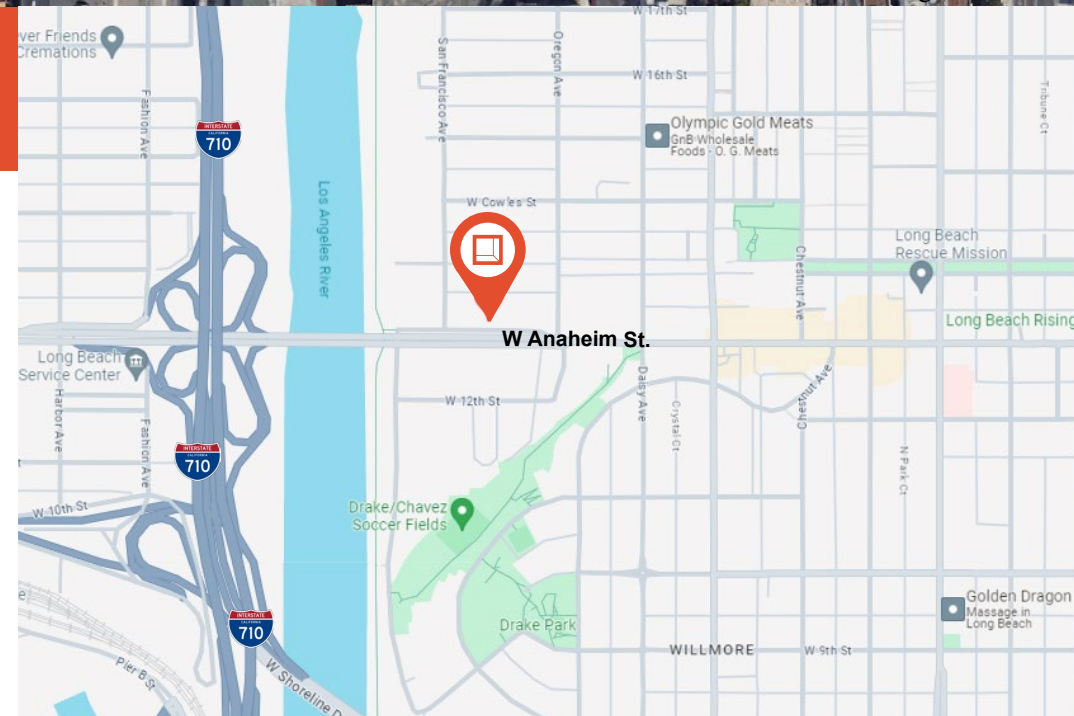 W 17th St
ver Friends
Cremations
San Francisco Ave
Oregon Ave
W 16th St
Fashion Ave
Tribune Ct
INTERSTATE
CALIFORNIA
710
Olympic Gold Meats
GnB Wholesale
Foods - O. G. Meats
Los Angeles River
W Cowles St
Long Beach
Rescue Mission
Chestnut Ave
Long Beach Rising
W Anaheim St.
Long Beach
Service Center
Harbor Ave
Fashion Ave
W 12th St
Daisy Ave
Crystal Ct
Chestnut Ave
INTERSTATE
CALIFORNIA
710
N Park Ct
W 10th St
Drake/Chavez
Soccer Fields
INTERSTATE
CALIFORNIA
710
Drake Park
Golden Dragon
Massage in
Long Beach
WILLMORE
W 9th St
Pier B St
W Shoreline D